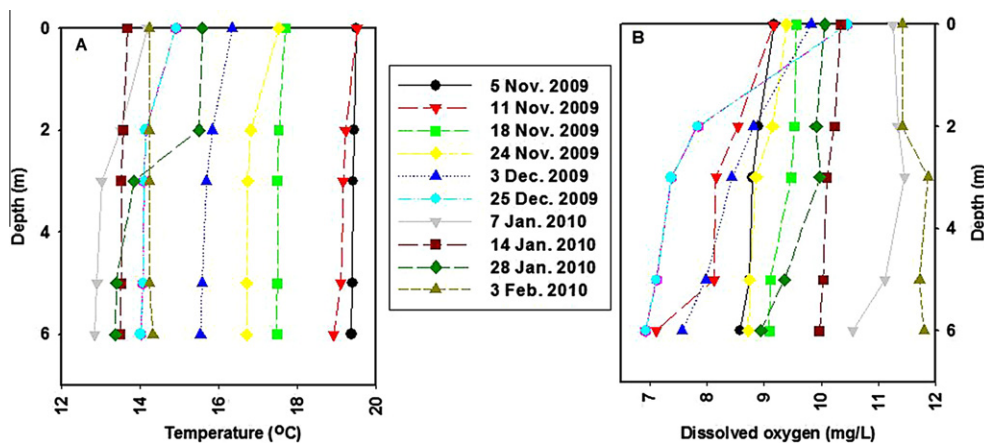 A
0
2
4
6
Depth (m)
12
14
16
18
20
Temperature (°C)
5 Nov. 2009
11 Nov. 2009
18 Nov. 2009
24 Nov. 2009
3 Dec. 2009
25 Dec. 2009
7 Jan. 2010
14 Jan. 2010
28 Jan. 2010
3 Feb. 2010
B
0
2
4
6
Depth (m)
7
8
9
10
11
12
Dissolved oxygen (mg/L)